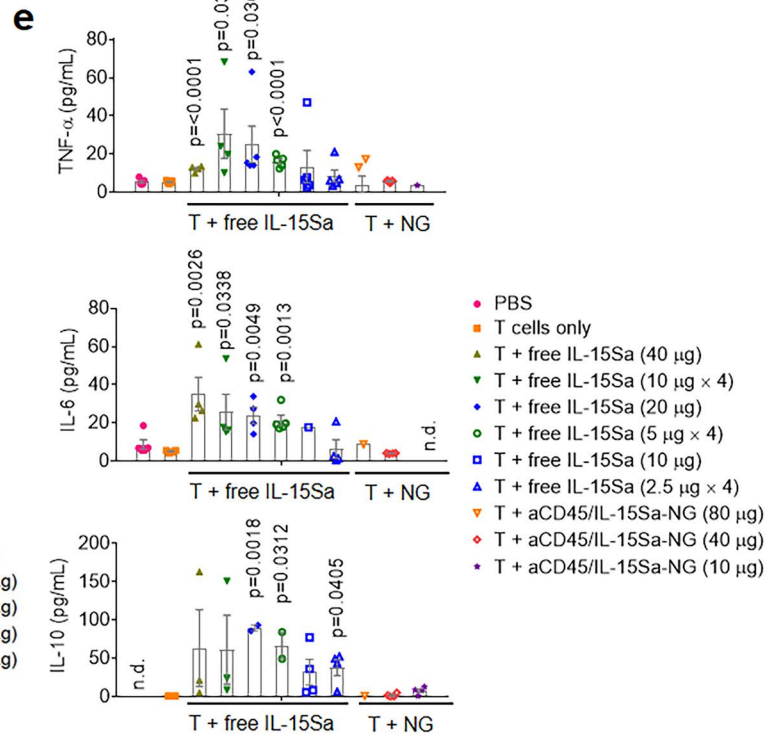 e
p=<0.0001
p<0.0001
80
60
40
20
0
TNF-α (pg/mL)
T + free IL-15Sa
T + NG
p=0.0026
p=0.0338
p=0.0049
p=0.0013
80
60
40
20
0
IL-6 (pg/mL)
n.d.
T + free IL-15Sa
T + NG
PBS
T cells only
T + free IL-15Sa (40 µg)
T + free IL-15Sa (10 µg × 4)
T + free IL-15Sa (20 µg)
T + free IL-15Sa (5 µg × 4)
T + free IL-15Sa (10 µg)
T + free IL-15Sa (2.5 µg × 4)
T + aCD45/IL-15Sa-NG (80 µg)
T + aCD45/IL-15Sa-NG (40 µg)
T + aCD45/IL-15Sa-NG (10 µg)
200
150
100
50
0
IL-10 (pg/mL)
n.d.
p=0.0018
p=0.0312
p=0.0405
T + free IL-15Sa
T + NG